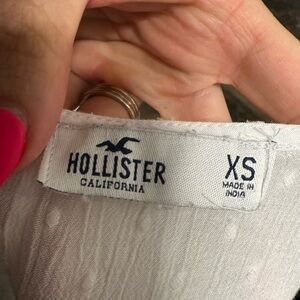 HOLLISTER
CALIFORNIA
XS
MADE IN
INDIA